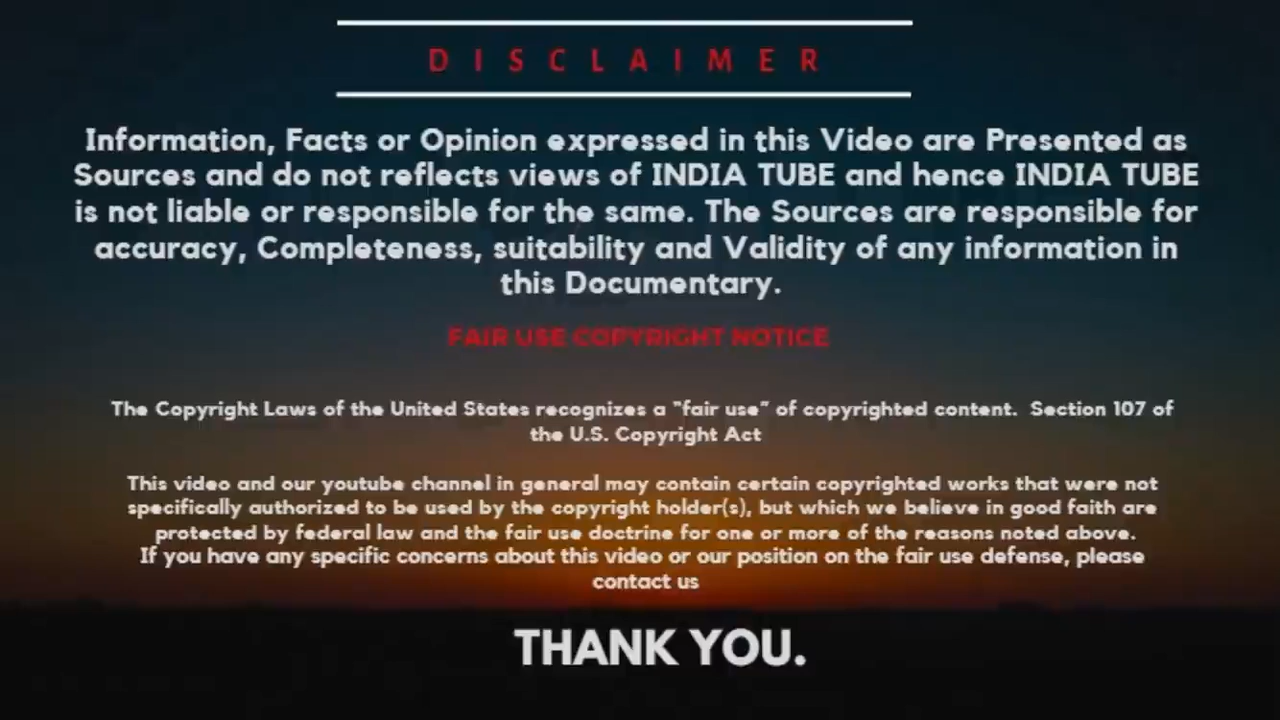 DISCLAIMER
Information, Facts or Opinion expressed in this Video are Presented as
Sources and do not reflects views of INDIA TUBE and hence INDIA TUBE
is not liable or responsible for the same. The Sources are responsible for
accuracy, Completeness, suitability and Validity of any information in
this Documentary.
FAIR USE COPYRIGHT NOTICE
The Copyright Laws of the United States recognizes a "fair use" of copyrighted content. Section 107 of
the U.S. Copyright Act
This video and our youtube channel in general may contain certain copyrighted works that were not
specifically authorized to be used by the copyright holder(s), but which we believe in good faith are
protected by federal law and the fair use doctrine for one or more of the reasons noted above.
If you have any specific concerns about this video or our position on the fair use defense, please
contact us
THANK YOU.